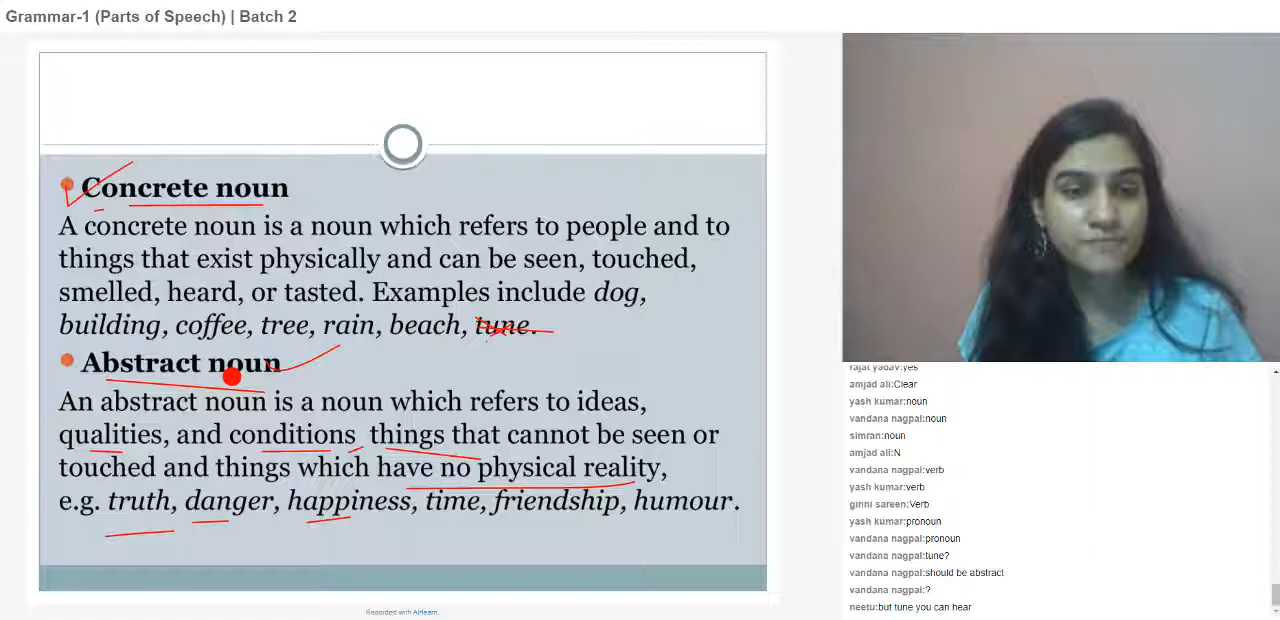 Grammar-1 (Parts of Speech) | Batch 2
Concrete noun
A concrete noun is a noun which refers to people and to
things that exist physically and can be seen, touched,
smelled, heard, or tasted. Examples include dog,
building, coffee, tree, rain, beach, tune.
Abstract noun
An abstract noun is a noun which refers to ideas,
qualities, and conditions things that cannot be seen or
touched and things which have no physical reality,
e.g. truth, danger, happiness, time, friendship, humour.
Recorded with Airlearn.
rajat yadav:yes
amjad ali:Clear
yash kumar:noun
vandana nagpal:noun
simran:noun
amjad ali:N
vandana nagpal:verb
yash kumar:verb
ginni sareen:Verb
yash kumar:pronoun
vandana nagpal:pronoun
vandana nagpal:tune?
vandana nagpal:should be abstract
vandana nagpal:?
neetu:but tune you can hear